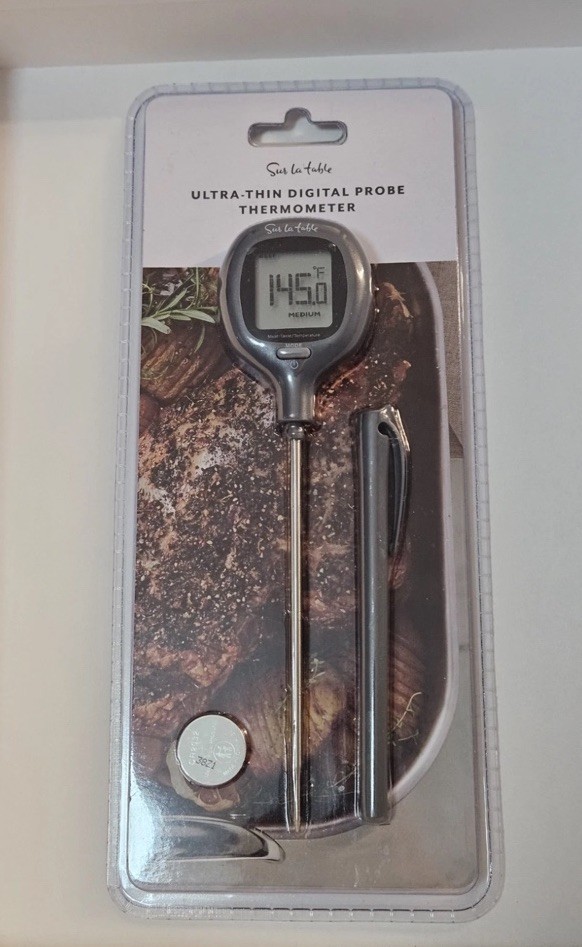 Sur la table
ULTRA-THIN DIGITAL PROBE
THERMOMETER
Sur la table
145.0 °F
MEDIUM